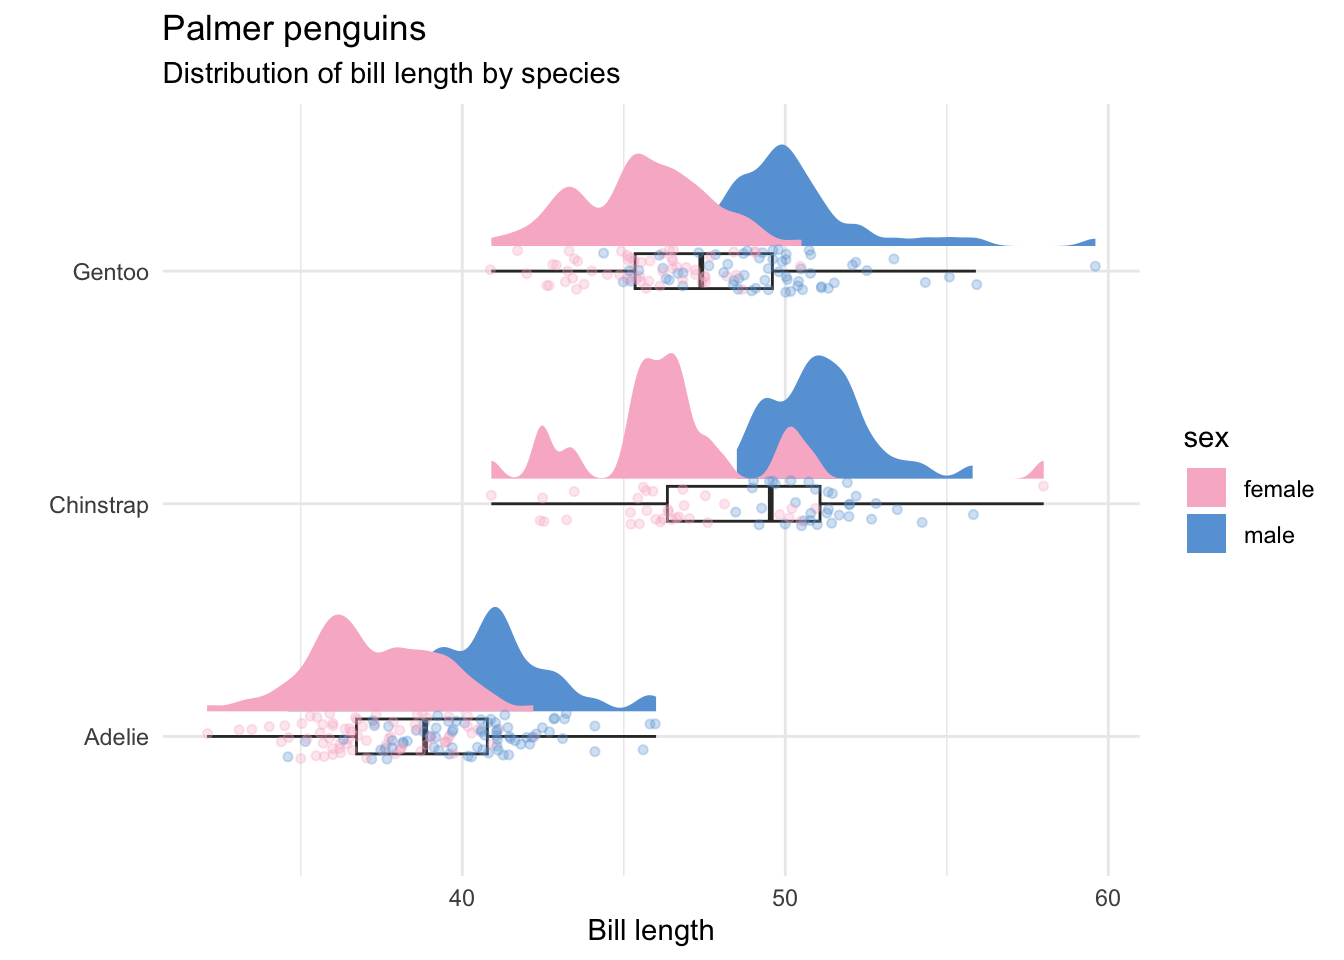 Palmer penguins
Distribution of bill length by species
Gentoo
Chinstrap
Adelie
40
50
60
Bill length
sex
female
male